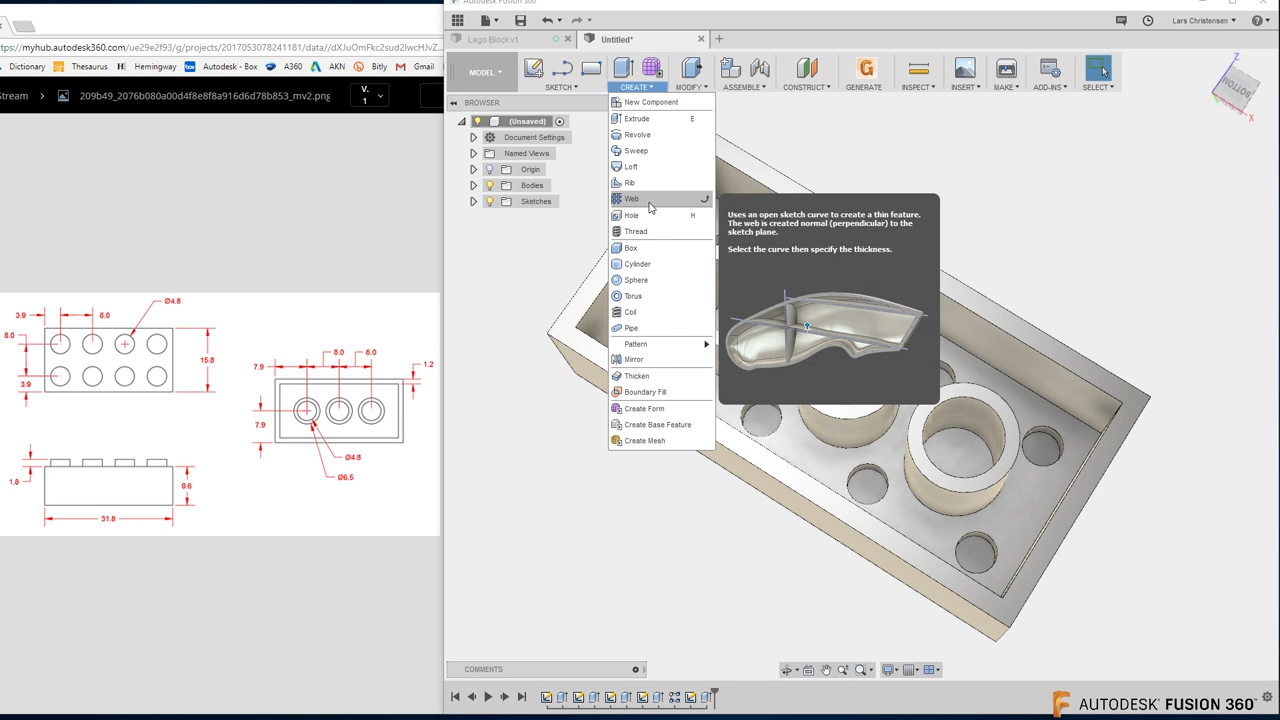 Autodesk Fusion 360
ttps://myhub.autodesk360.com/ue29e2f93/g/projects/2017053078241181/data//dXJuOmFkc2sud2lwcHJvZ...
Dictionary
Thesaurus
Hemingway
Autodesk - Box
A360
AKN
Bitly
Gmail
Stream
209b49_2076b080a00d4f8e8f8a916d6d78b853_mv2.png
V.
1
Lars Christensen
Lego Block v1
Untitled*
MODEL
SKETCH
CREATE
MODIFY
ASSEMBLE
CONSTRUCT
GENERATE
INSPECT
INSERT
MAKE
ADD-INS
SELECT
BROWSER
(Unsaved)
Document Settings
Named Views
Origin
Bodies
Sketches
New Component
Extrude E
Revolve
Sweep
Loft
Rib
Web
Hole H
Thread
Box
Cylinder
Sphere
Torus
Coil
Pipe
Pattern
Mirror
Thicken
Boundary Fill
Create Form
Create Base Feature
Create Mesh
Uses an open sketch curve to create a thin feature.
The web is created normal (perpendicular) to the
sketch plane.
Select the curve then specify the thickness.
Z
BOTTOM
X
3.9
8.0
Ø4.8
8.0
3.9
15.8
1.8
9.6
31.8
7.9
8.0
8.0
1.2
7.9
Ø4.8
Ø6.5
COMMENTS
AUTODESK® FUSION 360™